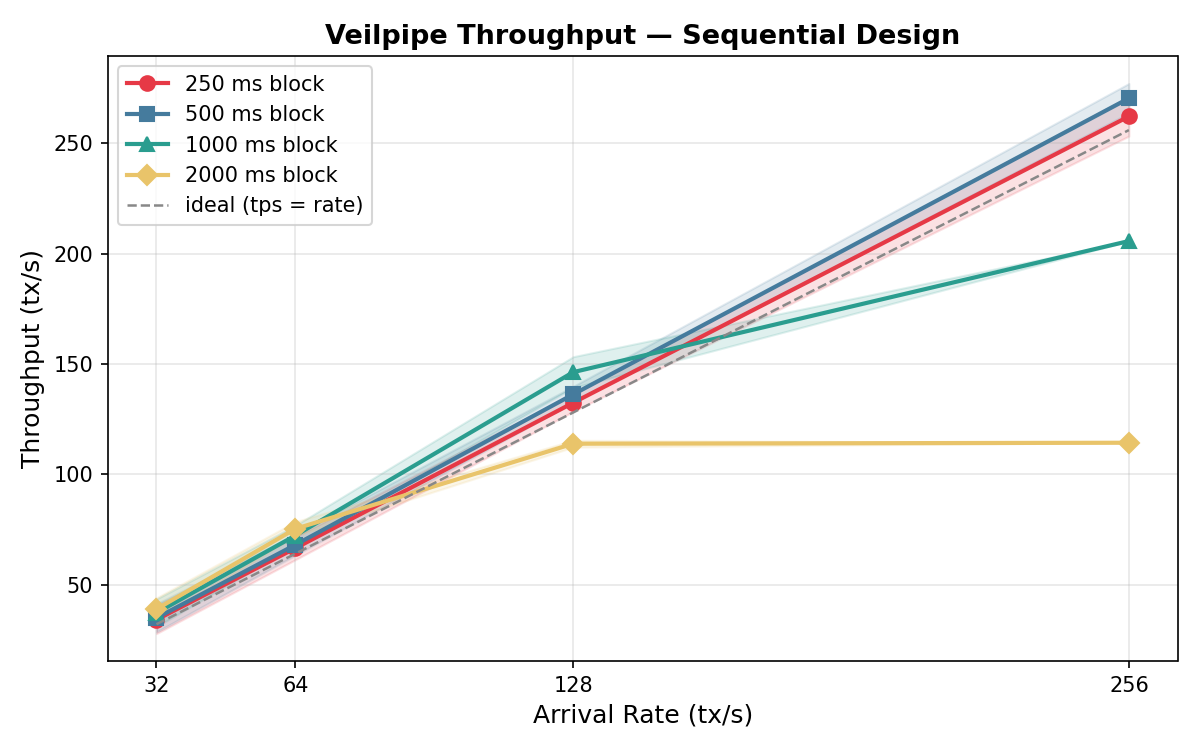 Veilpipe Throughput — Sequential Design
250 ms block
500 ms block
1000 ms block
2000 ms block
ideal (tps = rate)
Throughput (tx/s)
250
200
150
100
50
32
64
128
256
Arrival Rate (tx/s)